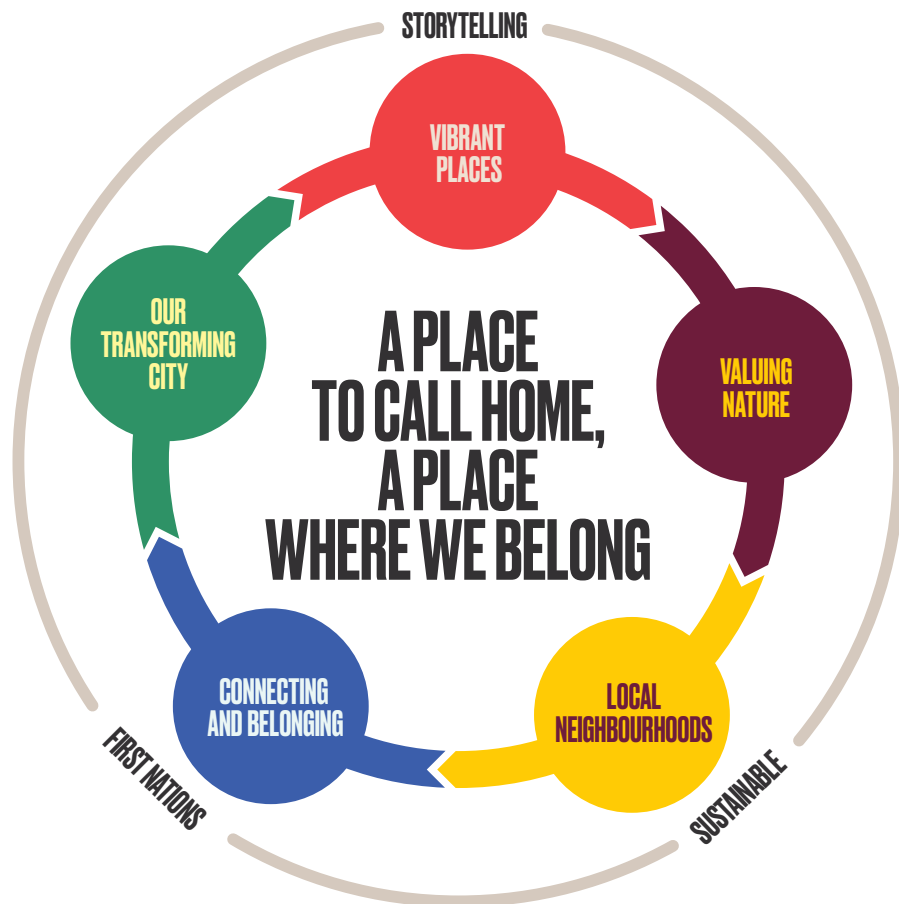 STORYTELLING
VIBRANT
PLACES
OUR
TRANSFORMING
CITY
VALUING
NATURE
A PLACE
TO CALL HOME,
A PLACE
WHERE WE BELONG
CONNECTING
AND BELONGING
LOCAL
NEIGHBOURHOODS
FIRST NATIONS
SUSTAINABLE